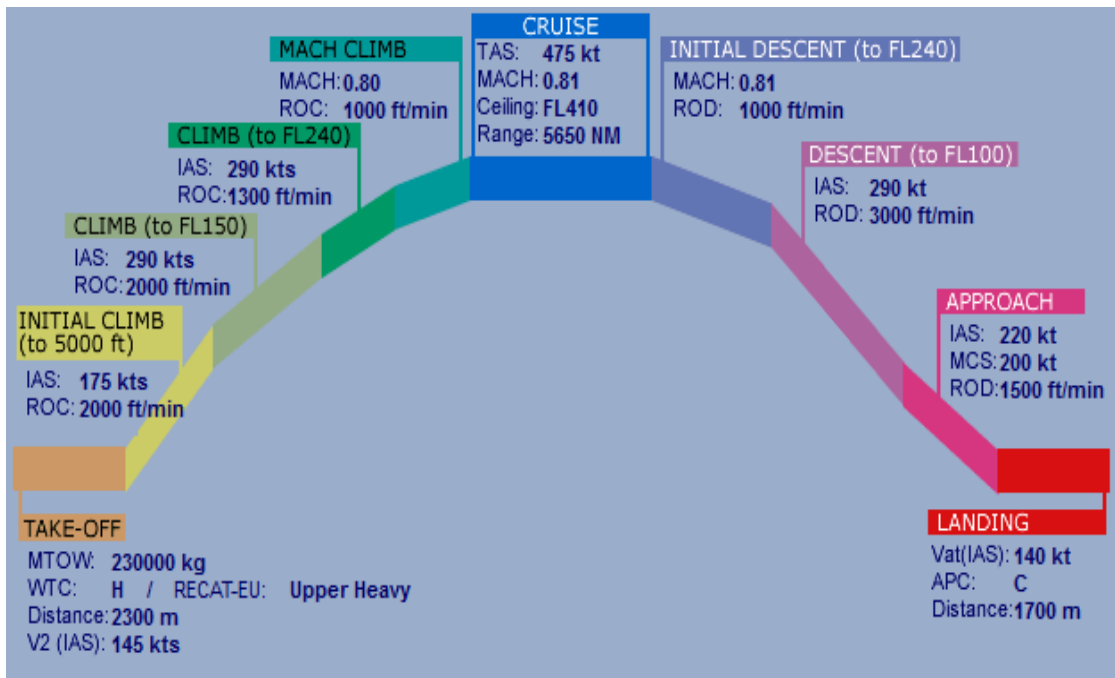 CRUISE
TAS: 475 kt
MACH: 0.81
Ceiling: FL410
Range: 5650 NM
MACH CLIMB
MACH: 0.80
ROC: 1000 ft/min
INITIAL DESCENT (to FL240)
MACH: 0.81
ROD: 1000 ft/min
CLIMB (to FL240)
IAS: 290 kts
ROC: 1300 ft/min
DESCENT (to FL100)
IAS: 290 kt
ROD: 3000 ft/min
CLIMB (to FL150)
IAS: 290 kts
ROC: 2000 ft/min
INITIAL CLIMB
(to 5000 ft)
IAS: 175 kts
ROC: 2000 ft/min
APPROACH
IAS: 220 kt
MCS: 200 kt
ROD: 1500 ft/min
TAKE-OFF
MTOW: 230000 kg
WTC: H / RECAT-EU: Upper Heavy
Distance: 2300 m
V2 (IAS): 145 kts
LANDING
Vat(IAS): 140 kt
APC: C
Distance: 1700 m